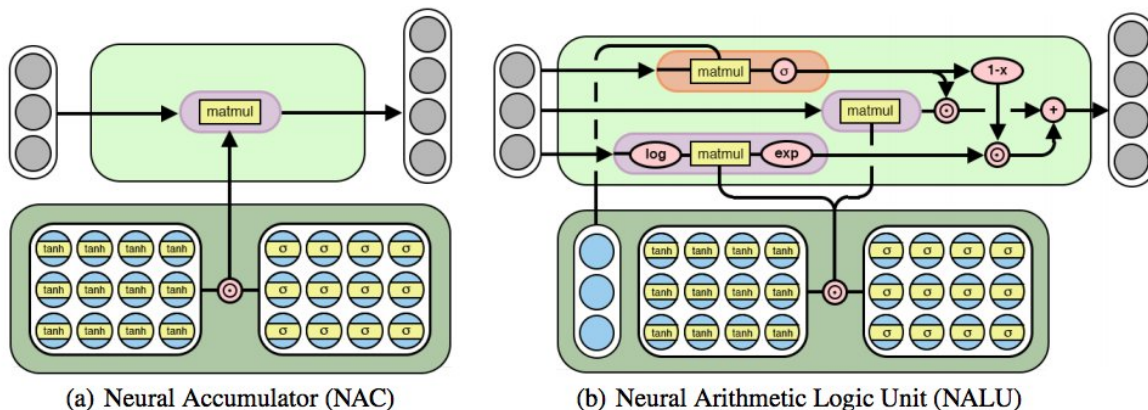 matmul
tanh tanh tanh tanh σ σ σ σ
tanh tanh tanh tanh σ σ σ σ
tanh tanh tanh tanh σ σ σ σ
(a) Neural Accumulator (NAC)
matmul σ 1-x
matmul +
log matmul exp
tanh tanh tanh tanh σ σ σ σ
tanh tanh tanh tanh σ σ σ σ
tanh tanh tanh tanh σ σ σ σ
(b) Neural Arithmetic Logic Unit (NALU)